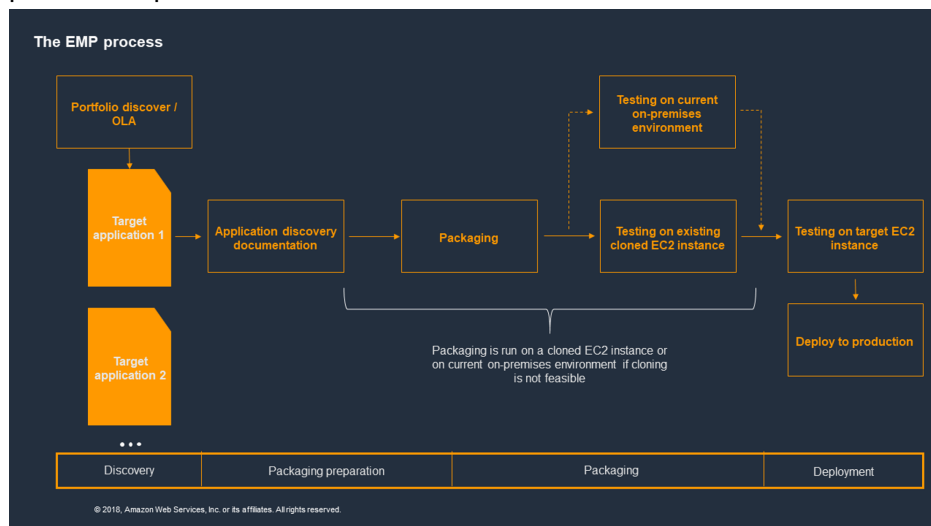 The EMP process
Portfolio discover /
OLA
Testing on current
on-premises
environment
Target
application 1
Application discovery
documentation
Packaging
Testing on existing
cloned EC2 instance
Testing on target EC2
instance
Deploy to production
Packaging is run on a cloned EC2 instance or
on current on-premises environment if cloning
is not feasible
Target
application 2
...
Discovery
Packaging preparation
Packaging
Deployment
© 2018, Amazon Web Services, Inc. or its affiliates. All rights reserved.